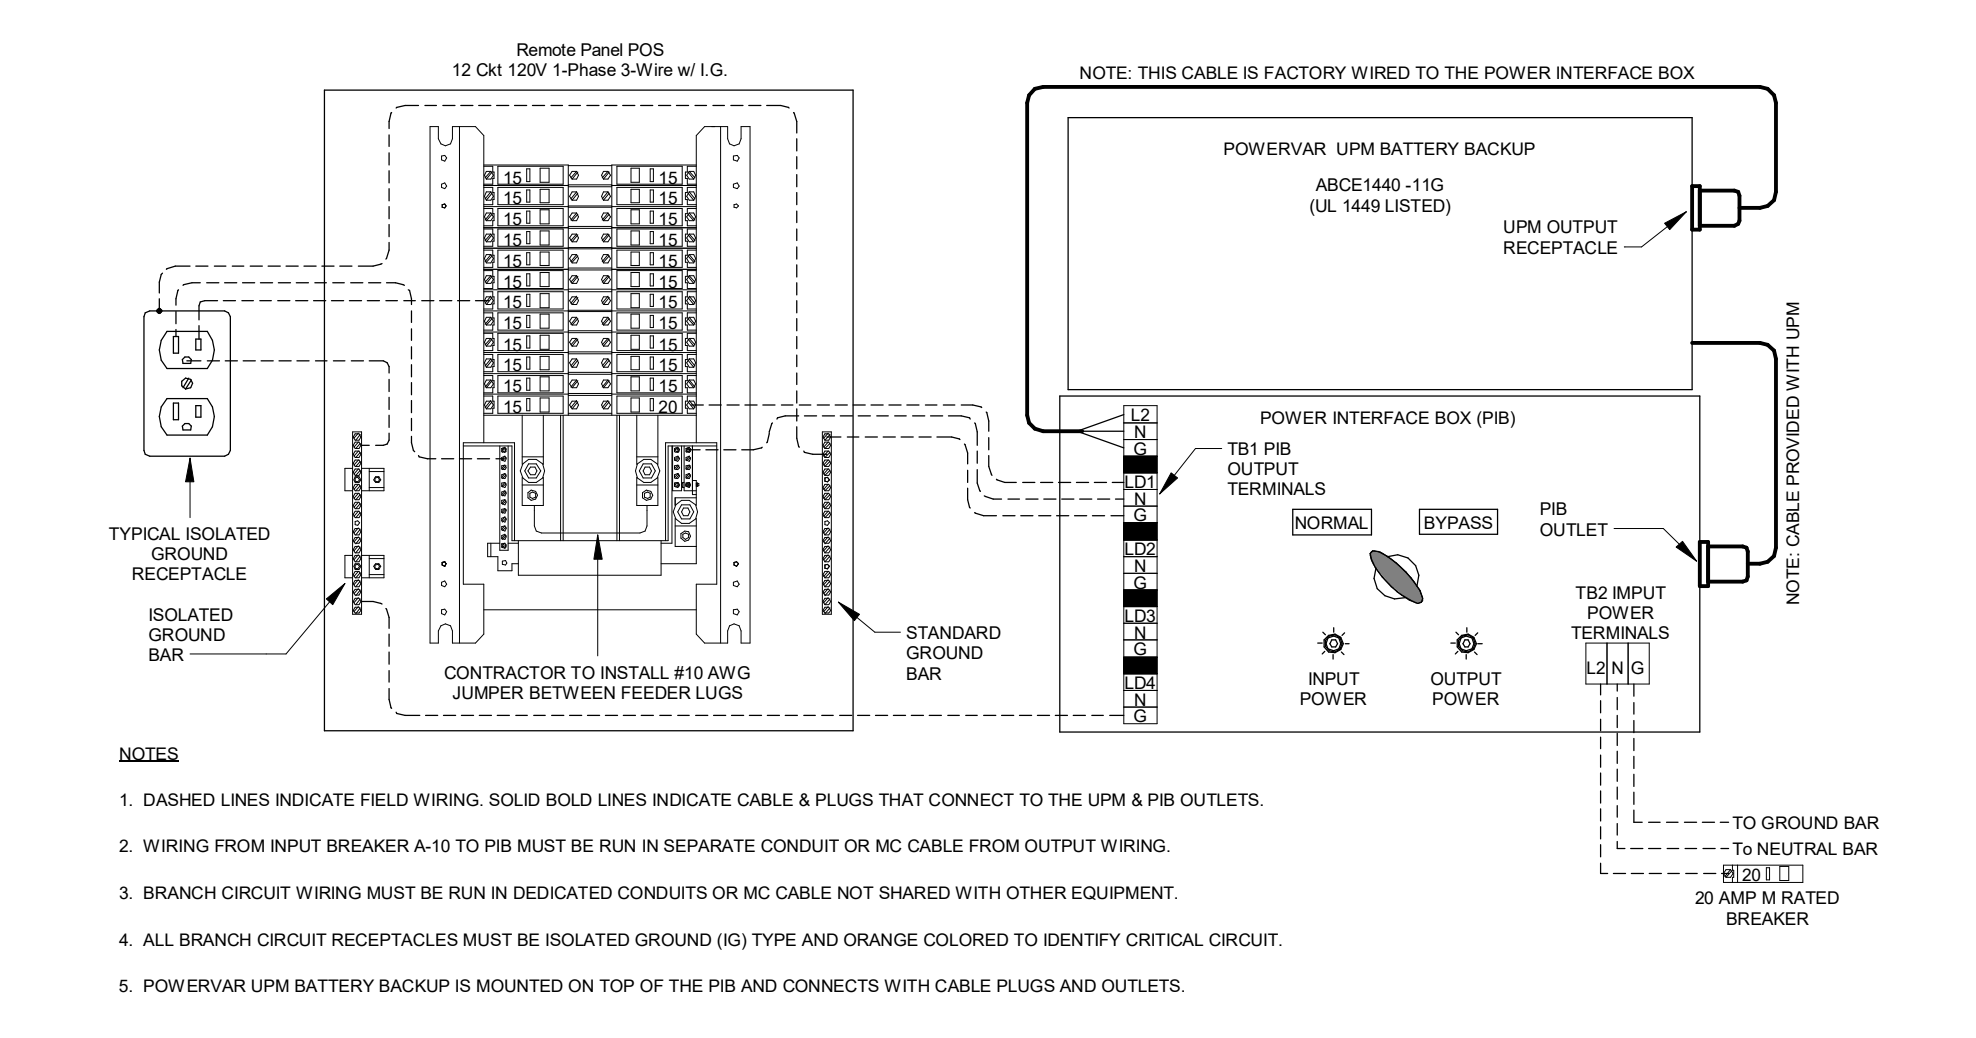 Remote Panel POS
12 Ckt 120V 1-Phase 3-Wire w/ I.G.
NOTE: THIS CABLE IS FACTORY WIRED TO THE POWER INTERFACE BOX
POWERVAR UPM BATTERY BACKUP
ABCE1440 -11G
(UL 1449 LISTED)
UPM OUTPUT
RECEPTACLE
NOTE: CABLE PROVIDED WITH UPM
15 15
15 15
15 15
15 15
15 15
15 15
15 15
15 15
15 15
15 15
15 15
15 20
TYPICAL ISOLATED
GROUND
RECEPTACLE
ISOLATED
GROUND
BAR
CONTRACTOR TO INSTALL #10 AWG
JUMPER BETWEEN FEEDER LUGS
STANDARD
GROUND
BAR
POWER INTERFACE BOX (PIB)
L2
N
G
LD1
N
G
LD2
N
G
LD3
N
G
LD4
N
G
TB1 PIB
OUTPUT
TERMINALS
NORMAL
BYPASS
PIB
OUTLET
INPUT
POWER
OUTPUT
POWER
TB2 IMPUT
POWER
TERMINALS
L2 N G
TO GROUND BAR
To NEUTRAL BAR
20
20 AMP M RATED
BREAKER
NOTES
1. DASHED LINES INDICATE FIELD WIRING. SOLID BOLD LINES INDICATE CABLE & PLUGS THAT CONNECT TO THE UPM & PIB OUTLETS.
2. WIRING FROM INPUT BREAKER A-10 TO PIB MUST BE RUN IN SEPARATE CONDUIT OR MC CABLE FROM OUTPUT WIRING.
3. BRANCH CIRCUIT WIRING MUST BE RUN IN DEDICATED CONDUITS OR MC CABLE NOT SHARED WITH OTHER EQUIPMENT.
4. ALL BRANCH CIRCUIT RECEPTACLES MUST BE ISOLATED GROUND (IG) TYPE AND ORANGE COLORED TO IDENTIFY CRITICAL CIRCUIT.
5. POWERVAR UPM BATTERY BACKUP IS MOUNTED ON TOP OF THE PIB AND CONNECTS WITH CABLE PLUGS AND OUTLETS.